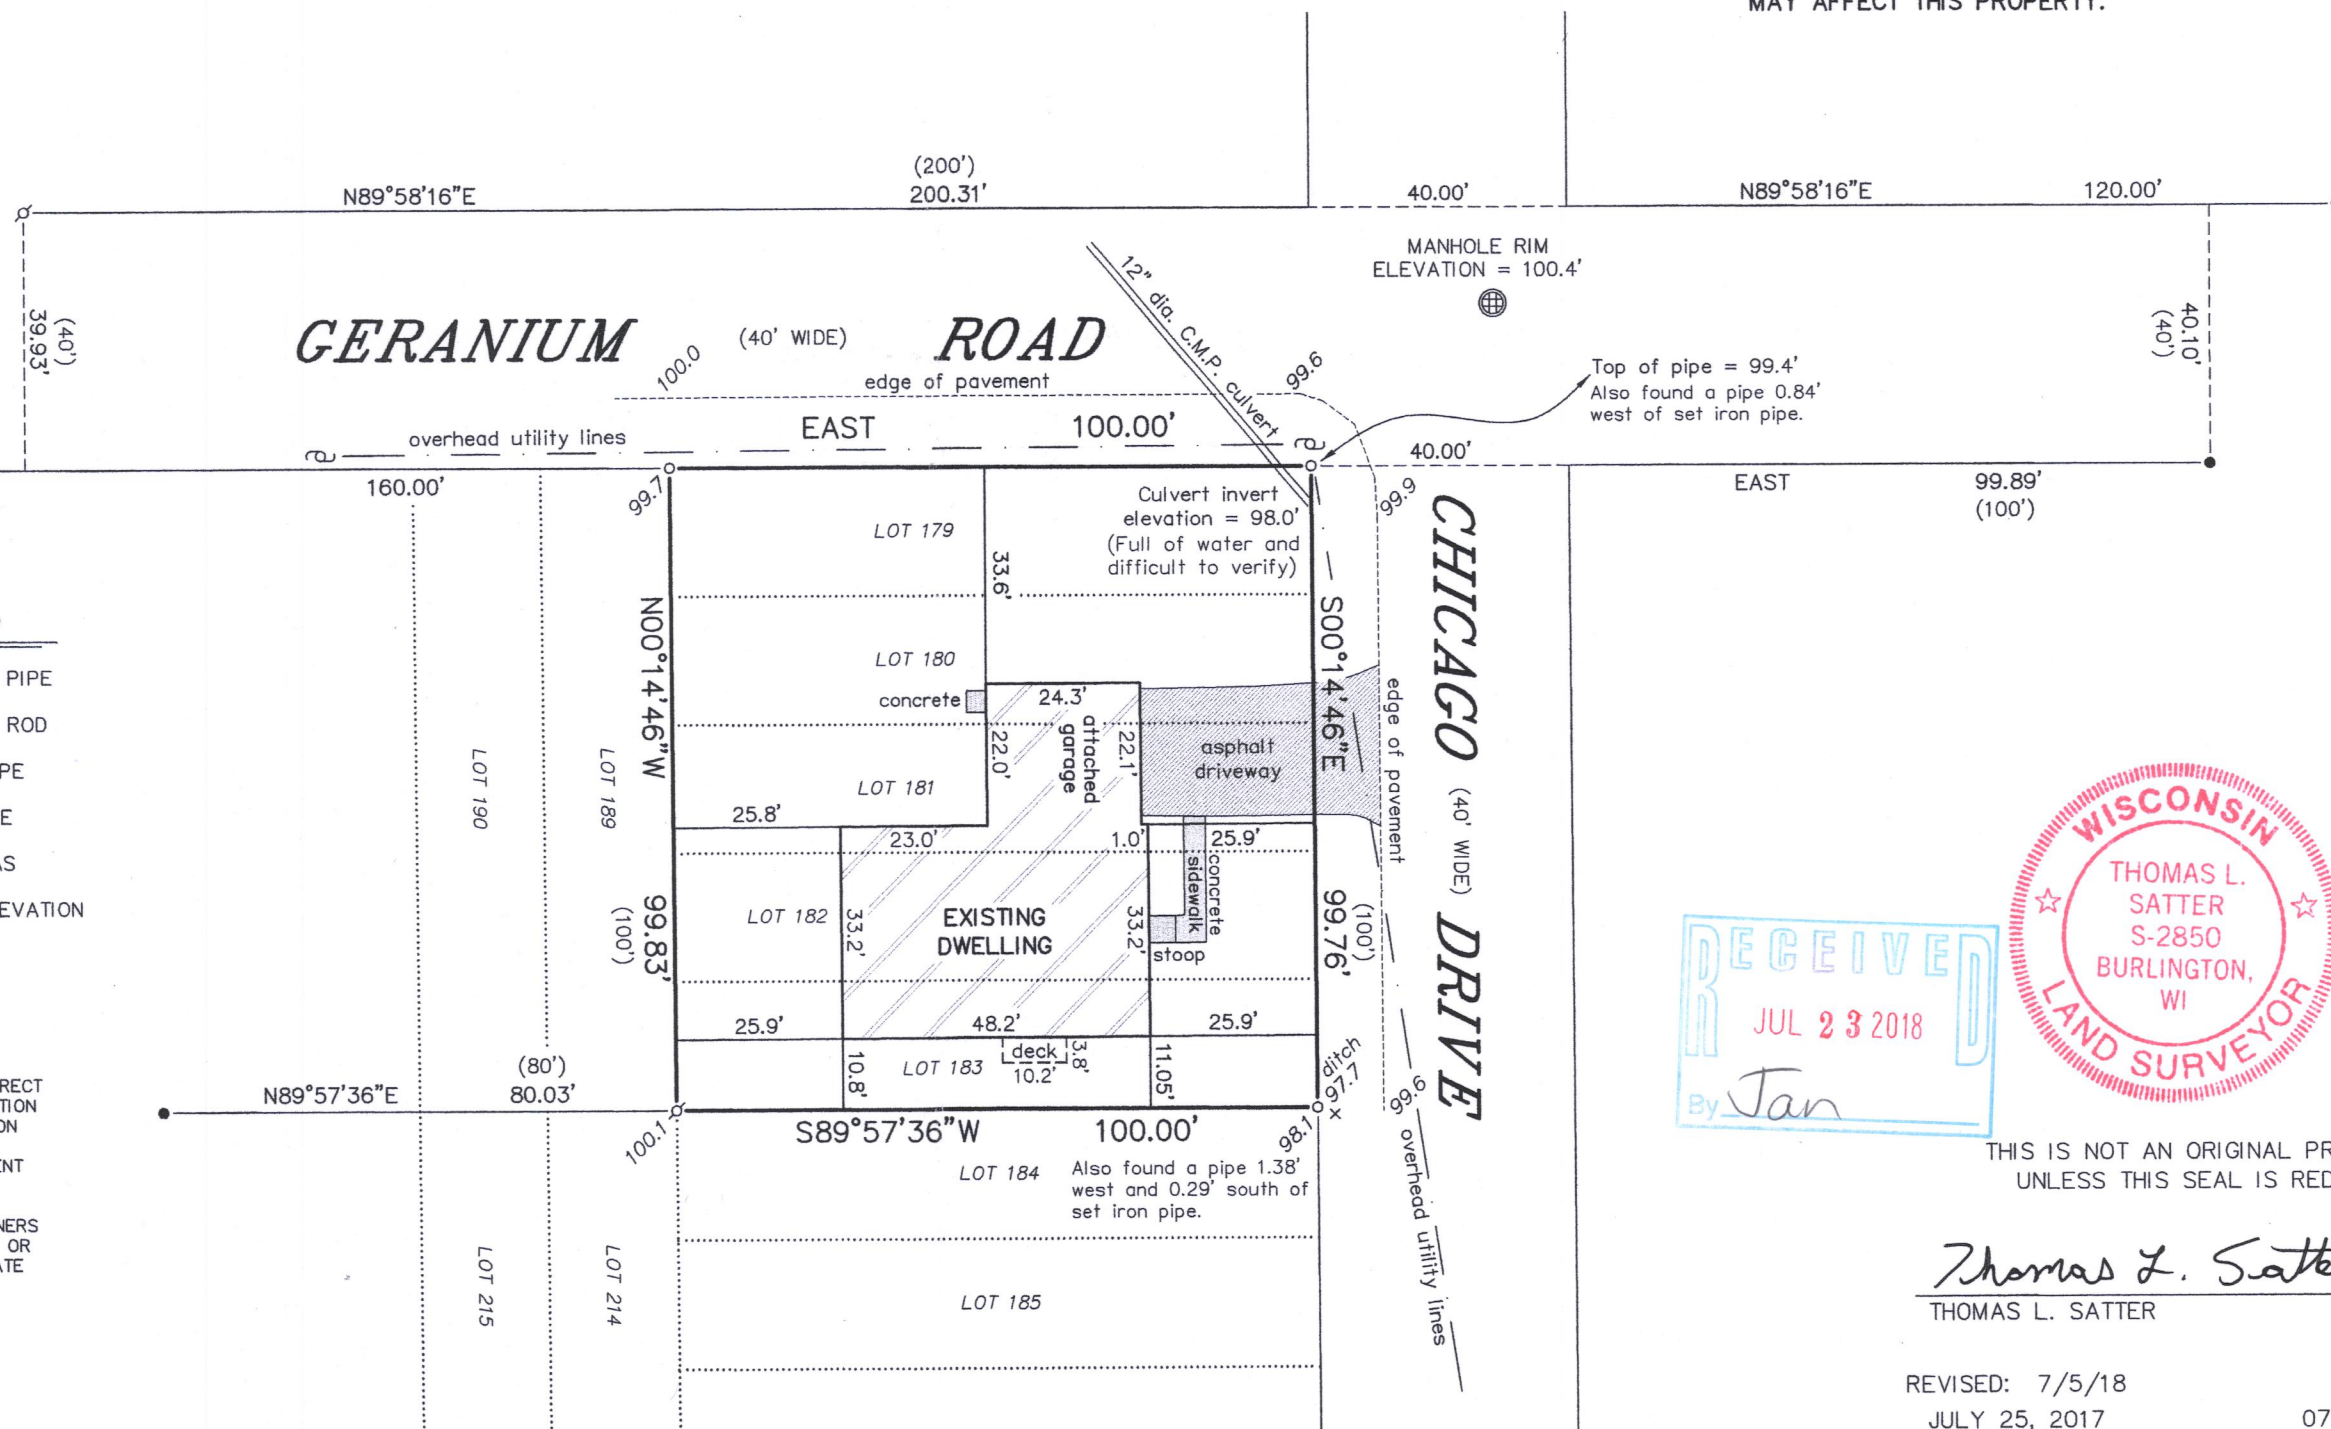 MAY AFFECT THIS PROPERTY.
N89°58'16"E
(200')
200.31'
40.00'
N89°58'16"E
120.00'
MANHOLE RIM
ELEVATION = 100.4'
12" dia. C.M.P. culvert
39.93'
(40')
40.10'
(40')
GERANIUM (40' WIDE) ROAD
100.0
edge of pavement
99.6
Top of pipe = 99.4'
Also found a pipe 0.84'
west of set iron pipe.
overhead utility lines
EAST 100.00'
40.00'
160.00'
99.7
99.9
EAST
99.89'
(100')
Culvert invert
elevation = 98.0'
(Full of water and
difficult to verify)
LOT 179
33.6'
LOT 180
concrete
24.3'
attached
garage
22.0'
22.1'
asphalt
driveway
N00°14'46"W
99.83'
(100')
S00°14'46"E
99.76'
(100')
CHICAGO (40' WIDE) DRIVE
edge of pavement
LOT 190
LOT 189
LOT 181
25.8'
23.0'
1.0'
25.9'
concrete
sidewalk
LOT 182
33.2'
EXISTING
DWELLING
33.2'
stoop
25.9'
48.2'
25.9'
LOT 183
10.8'
deck
3.8'
10.2'
11.05'
ditch
97.7
x
99.6
98.1
100.1
N89°57'36"E
(80')
80.03'
S89°57'36"W 100.00'
LOT 184
Also found a pipe 1.38'
west and 0.29' south of
set iron pipe.
overhead utility lines
LOT 215
LOT 214
LOT 185
PIPE
ROD
PE
E
AS
EVATION
RECT
TION
ON
ENT
NERS
OR
ATE
RECEIVED
JUL 23 2018
By Jan
WISCONSIN
THOMAS L.
SATTER
S-2850
BURLINGTON,
WI
LAND SURVEYOR
THIS IS NOT AN ORIGINAL PR
UNLESS THIS SEAL IS RED
Thomas L. Satte
THOMAS L. SATTER
REVISED: 7/5/18
JULY 25, 2017
07